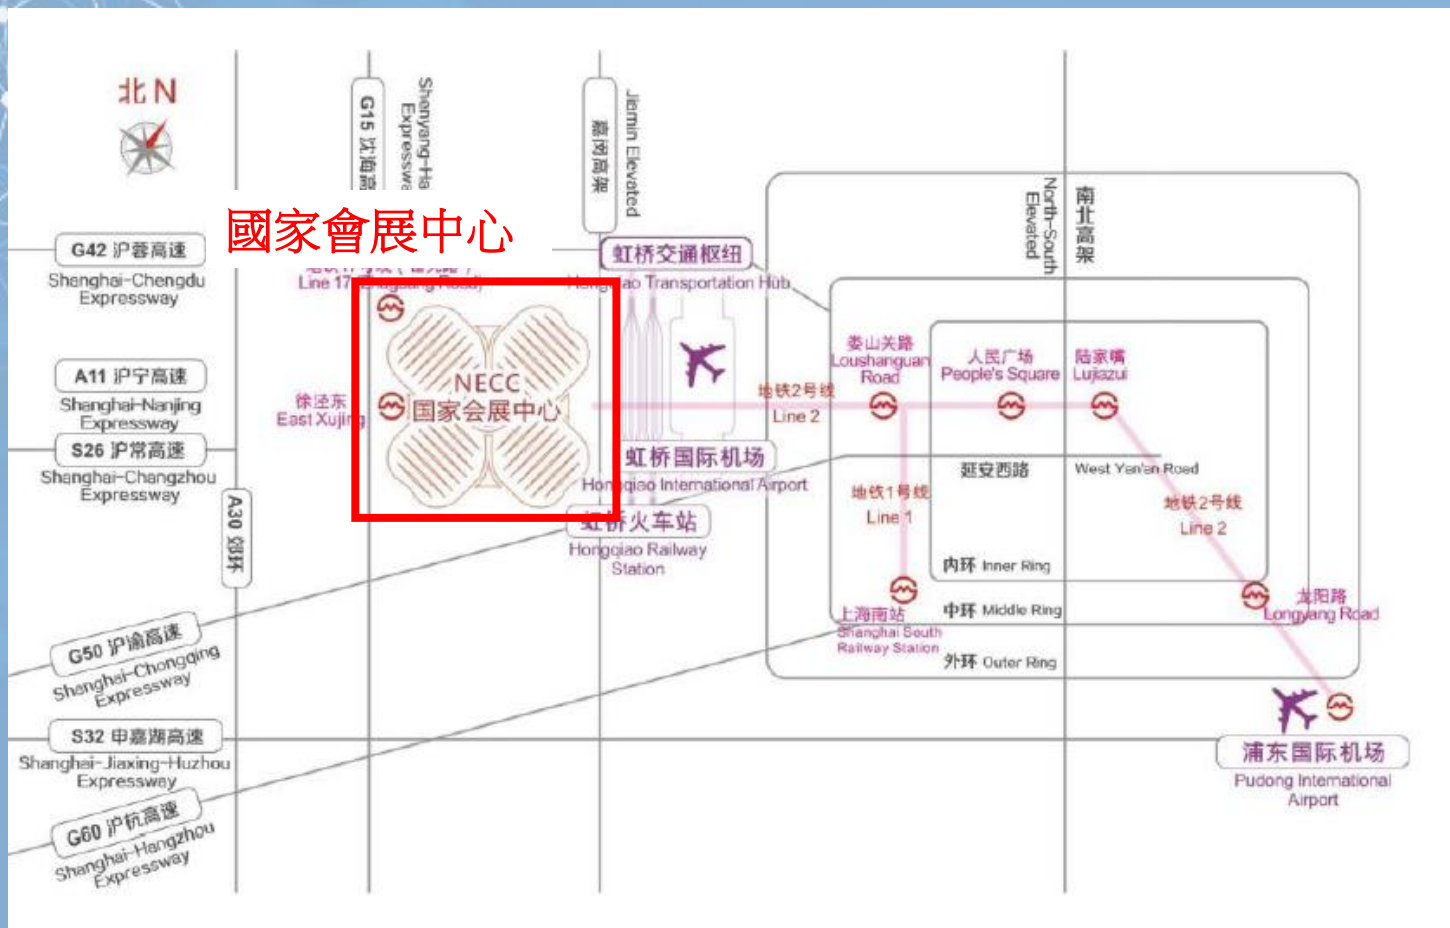 北 N
G15 沈海高
Shenyang-Ha
Expresswa
嘉闵高架
Jiamin Elevated
國家會展中心
G42 沪蓉高速
Shanghai-Chengdu
Expressway
Line 17
虹桥交通枢纽
Hongqiao Transportation Hub
North-South
Elevated
南北高架
A11 沪宁高速
Shanghai-Nanjing
Expressway
S26 沪常高速
Shanghai-Changzhou
Expressway
A30 郊环
徐泾东
East Xujing
NECC
国家会展中心
地铁2号线
Line 2
娄山关路
Loushanguan
Road
人民广场
People's Square
陆家嘴
Lujiazui
虹桥国际机场
Hongqiao International Airport
虹桥火车站
Hongqiao Railway
Station
延安西路
West Yan'an Road
地铁1号线
Line 1
地铁2号线
Line 2
内环 Inner Ring
中环 Middle Ring
外环 Outer Ring
上海南站
Shanghai South
Railway Station
龙阳路
Longyang Road
G50 沪渝高速
Shanghai-Chongqing
Expressway
S32 申嘉湖高速
Shanghai-Jiaxing-Huzhou
Expressway
G60 沪杭高速
Shanghai-Hangzhou
Expressway
浦东国际机场
Pudong International
Airport